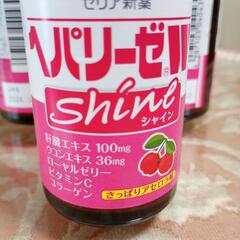 ゼリア新薬
ヘパリーゼW
Shine
シャイン
肝臓エキス 100mg
ウコンエキス 36mg
ローヤルゼリー
ビタミンC
コラーゲン
さっぱりアセロラ味